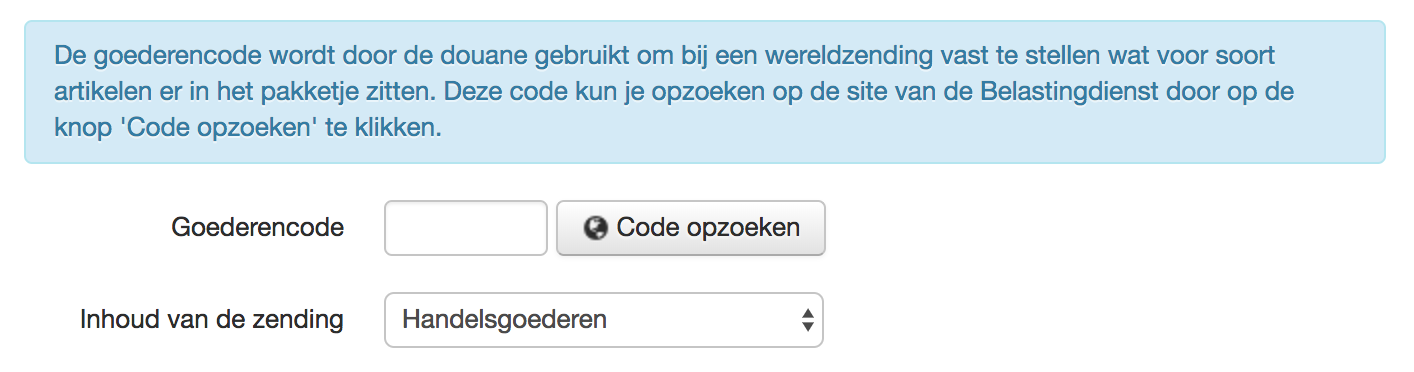 De goederencode wordt door de douane gebruikt om bij een wereldzending vast te stellen wat voor soort
artikelen er in het pakketje zitten. Deze code kun je opzoeken op de site van de Belastingdienst door op de
knop 'Code opzoeken' te klikken.
Goederencode Code opzoeken
Inhoud van de zending Handelsgoederen